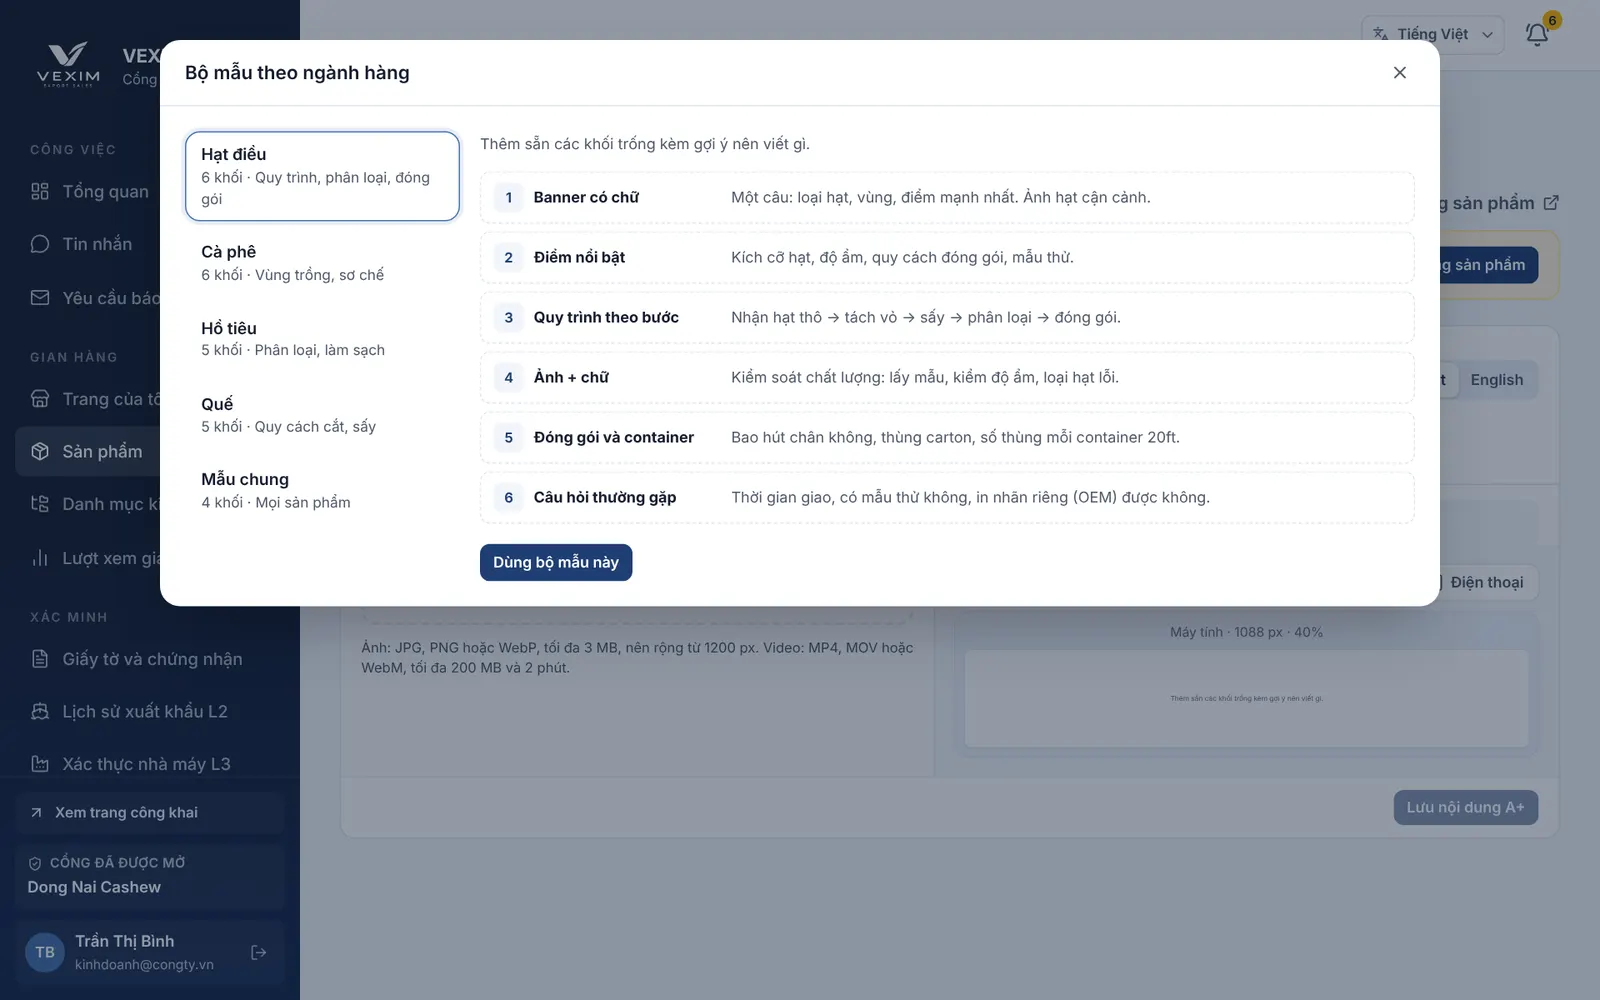 VEXIM
Cổng
CÔNG VIỆC
Tổng quan
Tin nhắn
Yêu cầu báo
GIAN HÀNG
Trang của tô
Sản phẩm
Danh mục
Lượt xem
XÁC MINH
Giấy tờ và chứng nhận
Lịch sử xuất khẩu L2
Xác thực nhà máy L3
Xem trang công khai
CỔNG ĐÃ ĐƯỢC MỞ
Dong Nai Cashew
TB
Trần Thị Bình
kinhdoanh@congty.vn
Tiếng Việt
6
Bộ mẫu theo ngành hàng
Hạt điều
6 khối · Quy trình, phân loại, đóng
gói
Cà phê
6 khối · Vùng trồng, sơ chế
Hồ tiêu
5 khối · Phân loại, làm sạch
Quế
5 khối · Quy cách cắt, sấy
Mẫu chung
4 khối · Mọi sản phẩm
Thêm sẵn các khối trống kèm gợi ý nên viết gì.
1 Banner có chữ Một câu: loại hạt, vùng, điểm mạnh nhất. Ảnh hạt cận cảnh.
2 Điểm nổi bật Kích cỡ hạt, độ ẩm, quy cách đóng gói, mẫu thử.
3 Quy trình theo bước Nhận hạt thô → tách vỏ → sấy → phân loại → đóng gói.
4 Ảnh + chữ Kiểm soát chất lượng: lấy mẫu, kiểm độ ẩm, loại hạt lỗi.
5 Đóng gói và container Bao hút chân không, thùng carton, số thùng mỗi container 20ft.
6 Câu hỏi thường gặp Thời gian giao, có mẫu thử không, in nhãn riêng (OEM) được không.
Dùng bộ mẫu này
sản phẩm
sản phẩm
English
Điện thoại
Ảnh: JPG, PNG hoặc WebP, tối đa 3 MB, nên rộng từ 1200 px. Video: MP4, MOV hoặc
WebM, tối đa 200 MB và 2 phút.
Máy tính · 1088 px · 40%
Thêm sẵn các khối trống kèm gợi ý nên viết gì.
Lưu nội dung A+